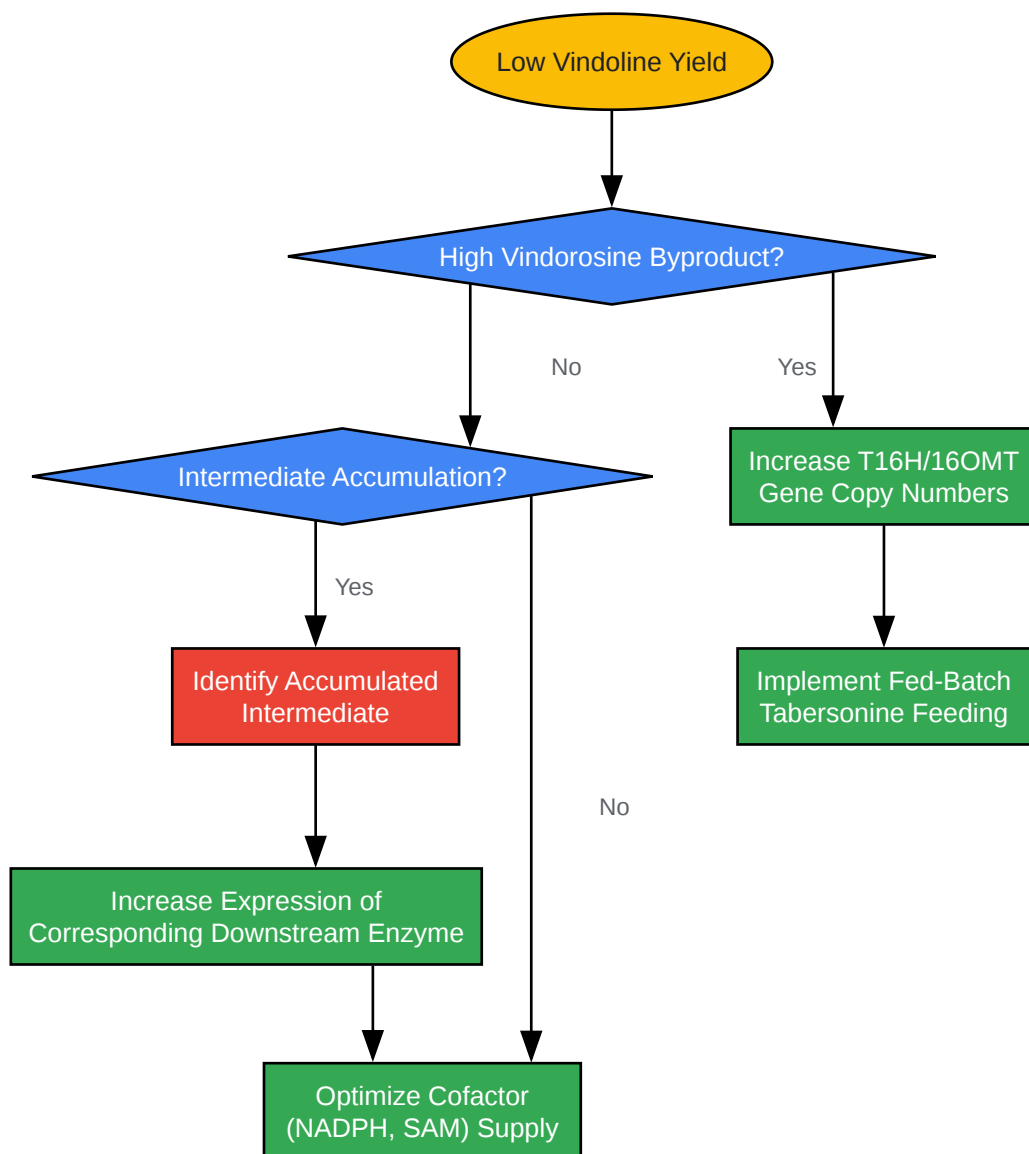 Low Vindoline Yield
High Vindorosine Byproduct?
No
Yes
Intermediate Accumulation?
Increase T16H/16OMT
Gene Copy Numbers
Yes
Identify Accumulated
Intermediate
Implement Fed-Batch
Tabersonine Feeding
No
Increase Expression of
Corresponding Downstream Enzyme
Optimize Cofactor
(NADPH, SAM) Supply